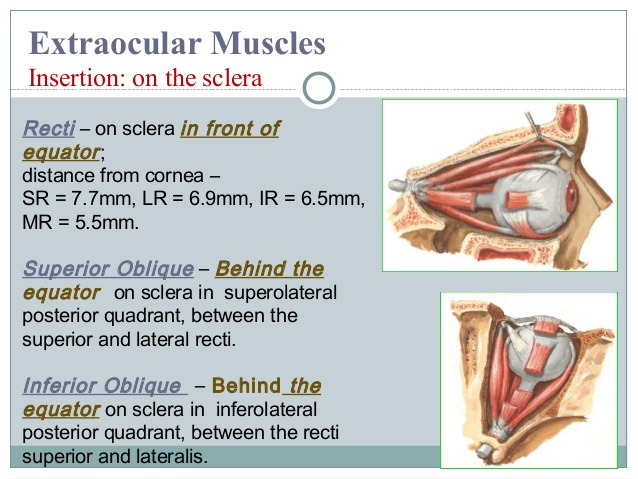 Extraocular Muscles
Insertion: on the sclera
Recti – on sclera in front of
equator;
distance from cornea –
SR = 7.7mm, LR = 6.9mm, IR = 6.5mm,
MR = 5.5mm.
Superior Oblique – Behind the
equator on sclera in superolateral
posterior quadrant, between the
superior and lateral recti.
Inferior Oblique – Behind the
equator on sclera in inferolateral
posterior quadrant, between the recti
superior and lateralis.